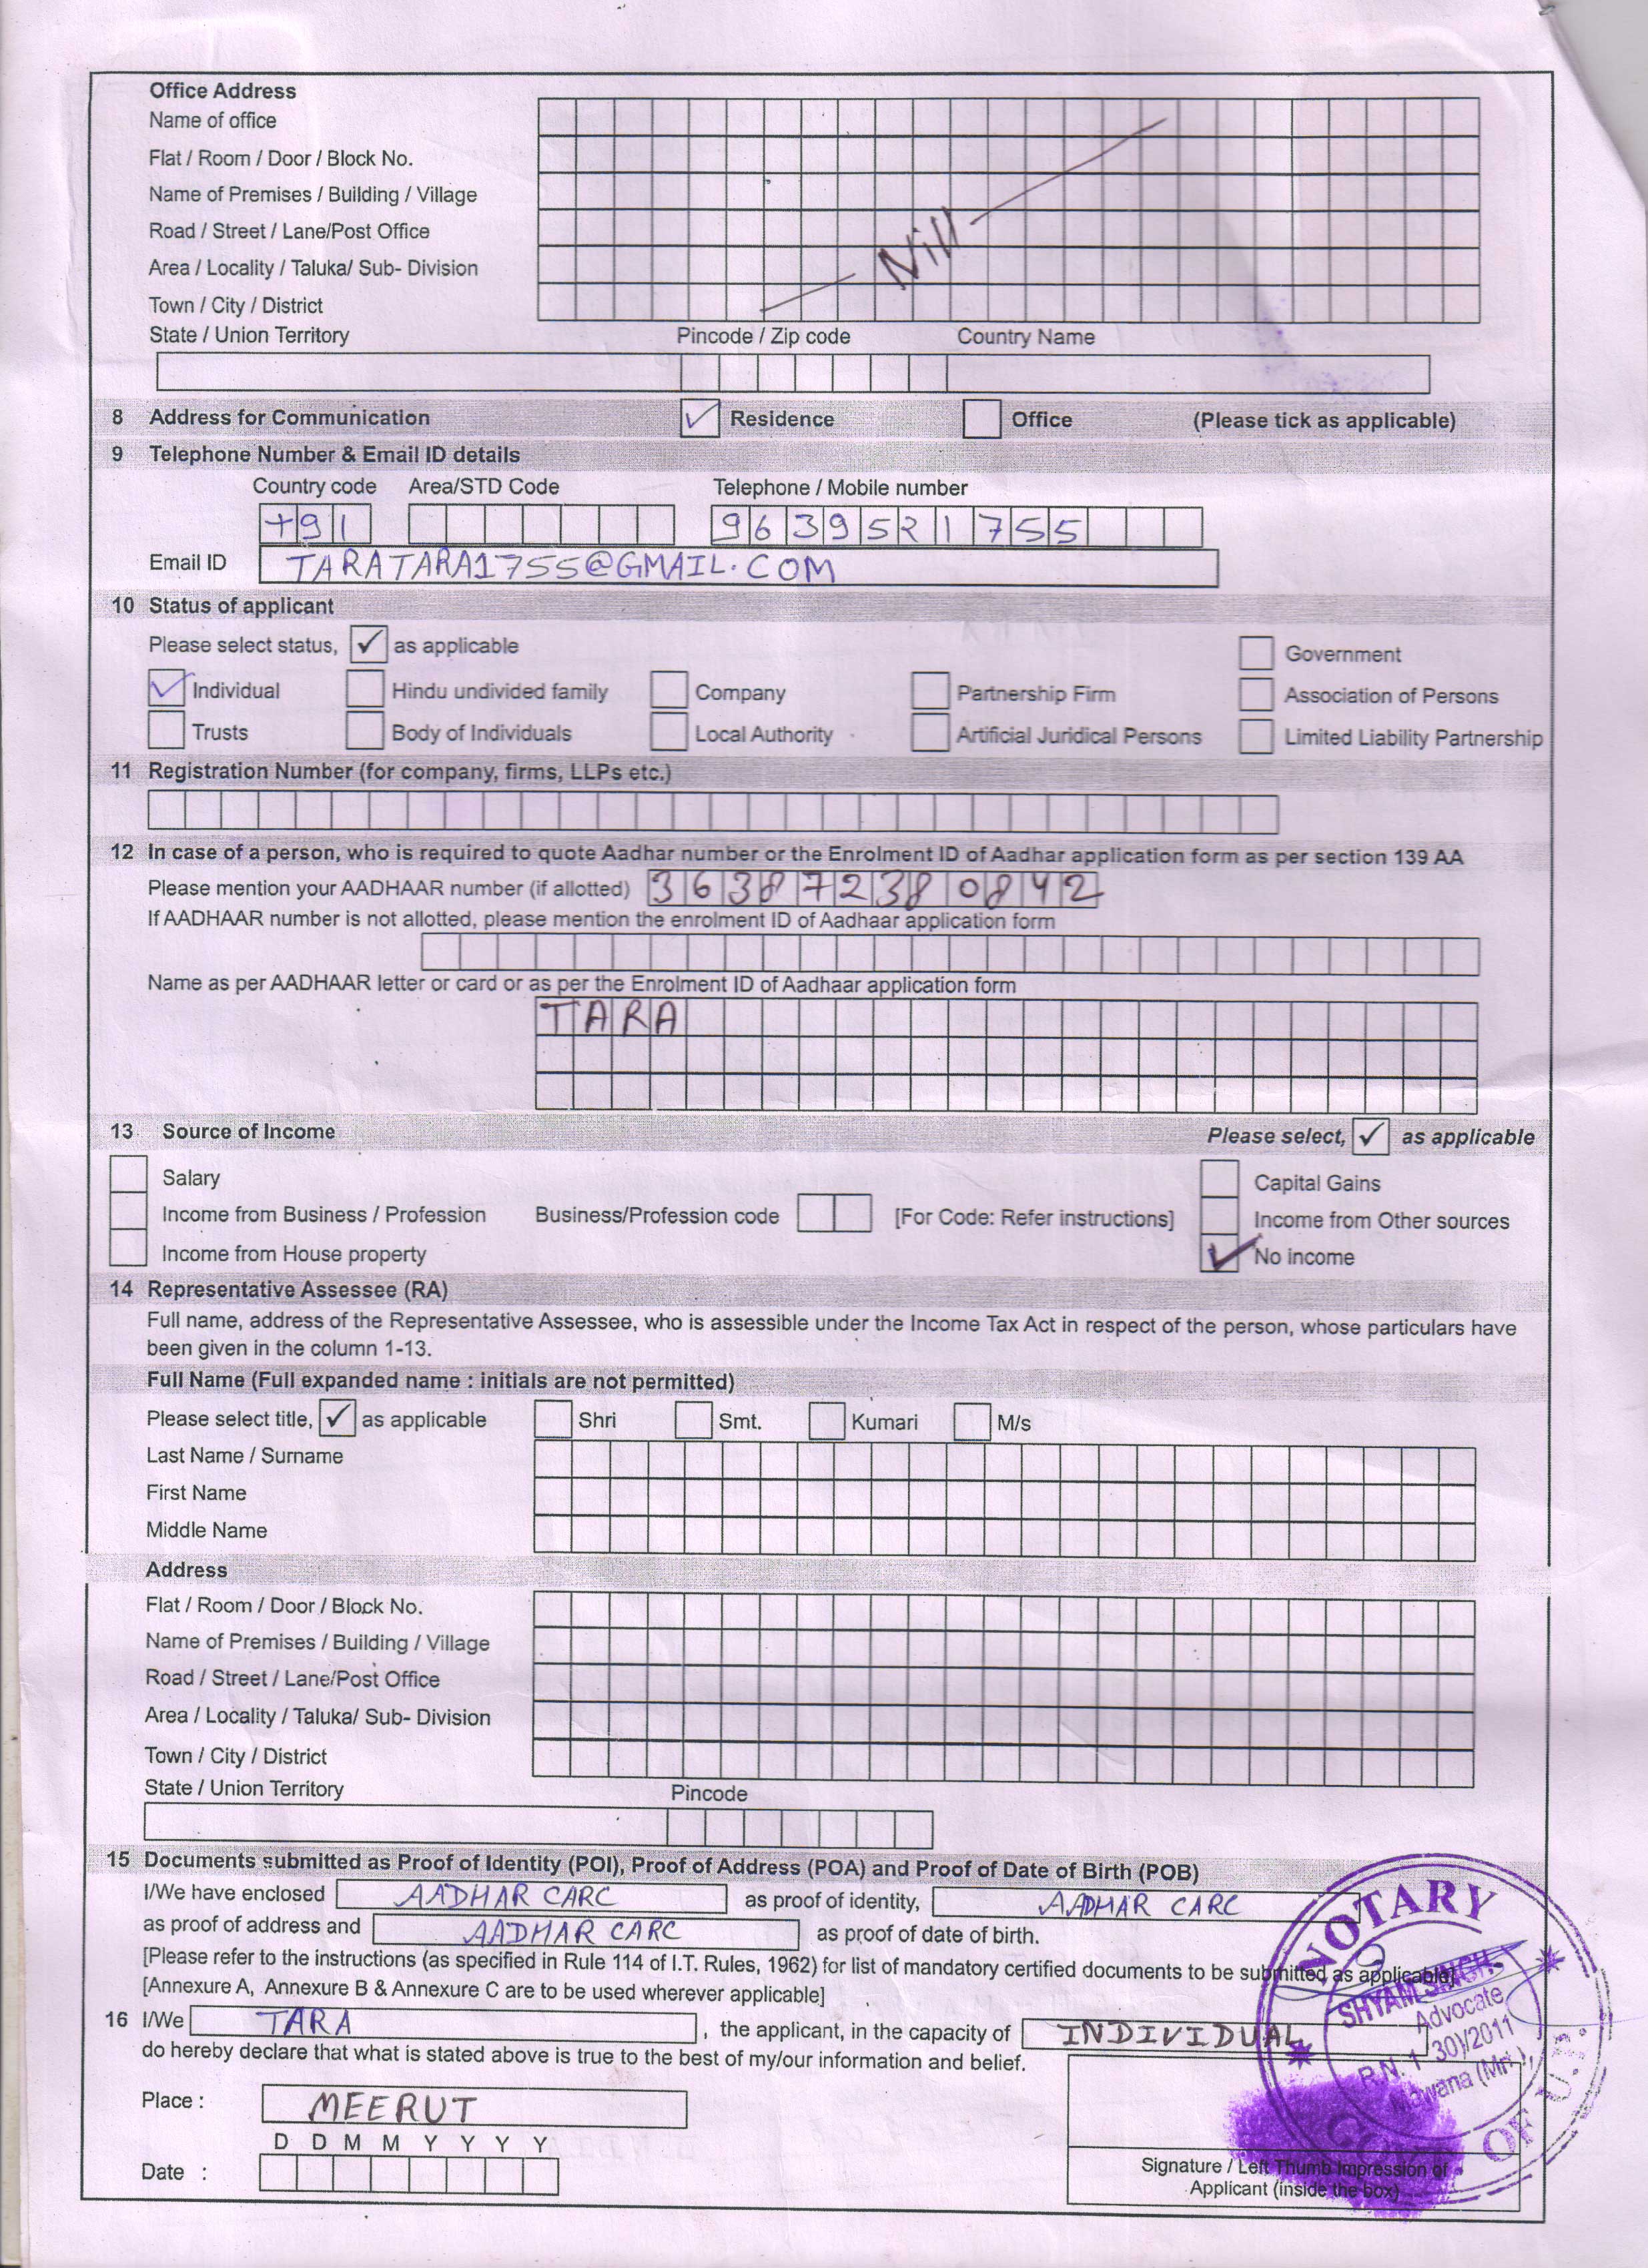 Office Address
Name of office
Flat / Room / Door / Block No.
Name of Premises / Building / Village
Road / Street / Lane/Post Office
Area / Locality / Taluka/ Sub- Division
Town / City / District
Nill
State / Union Territory Pincode / Zip code Country Name
8 Address for Communication Residence Office (Please tick as applicable)
9 Telephone Number & Email ID details
Country code Area/STD Code Telephone / Mobile number
+91 9639521755
Email ID TARATARA1755@GMAIL.COM
10 Status of applicant
Please select status, ✓ as applicable Government
Individual Hindu undivided family Company Partnership Firm Association of Persons
Trusts Body of Individuals Local Authority Artificial Juridical Persons Limited Liability Partnership
11 Registration Number (for company, firms, LLPs etc.)
12 In case of a person, who is required to quote Aadhar number or the Enrolment ID of Aadhar application form as per section 139 AA
Please mention your AADHAAR number (if allotted) 363872380842
If AADHAAR number is not allotted, please mention the enrolment ID of Aadhaar application form
Name as per AADHAAR letter or card or as per the Enrolment ID of Aadhaar application form
TARA
13 Source of Income Please select, ✓ as applicable
Salary Capital Gains
Income from Business / Profession Business/Profession code [For Code: Refer instructions] Income from Other sources
Income from House property No income
14 Representative Assessee (RA)
Full name, address of the Representative Assessee, who is assessible under the Income Tax Act in respect of the person, whose particulars have
been given in the column 1-13.
Full Name (Full expanded name : initials are not permitted)
Please select title, ✓ as applicable Shri Smt. Kumari M/s
Last Name / Surname
First Name
Middle Name
Address
Flat / Room / Door / Block No.
Name of Premises / Building / Village
Road / Street / Lane/Post Office
Area / Locality / Taluka/ Sub- Division
Town / City / District
State / Union Territory Pincode
15 Documents submitted as Proof of Identity (POI), Proof of Address (POA) and Proof of Date of Birth (POB)
I/We have enclosed AADHAR CARC as proof of identity, AADHAR CARC
as proof of address and AADHAR CARC as proof of date of birth.
[Please refer to the instructions (as specified in Rule 114 of I.T. Rules, 1962) for list of mandatory certified documents to be submitted as applicable]
[Annexure A, Annexure B & Annexure C are to be used wherever applicable]
16 I/We TARA , the applicant, in the capacity of INDIVIDUAL
do hereby declare that what is stated above is true to the best of my/our information and belief.
Place : MEERUT
D D M M Y Y Y Y
Date :
Signature / Left Thumb Impression of
Applicant (inside the box)
NOTARY
SHYAM SINGH
Advocate
30)/2011
Mawana
OF U.P.